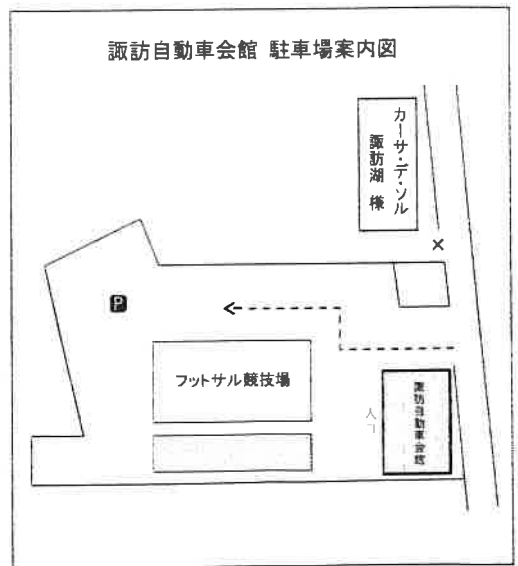 諏訪自動車会館 駐車場案内図
カーサ・デ・ソル
諏訪湖 様
×
P
フットサル競技場
諏訪自動車会館
入口